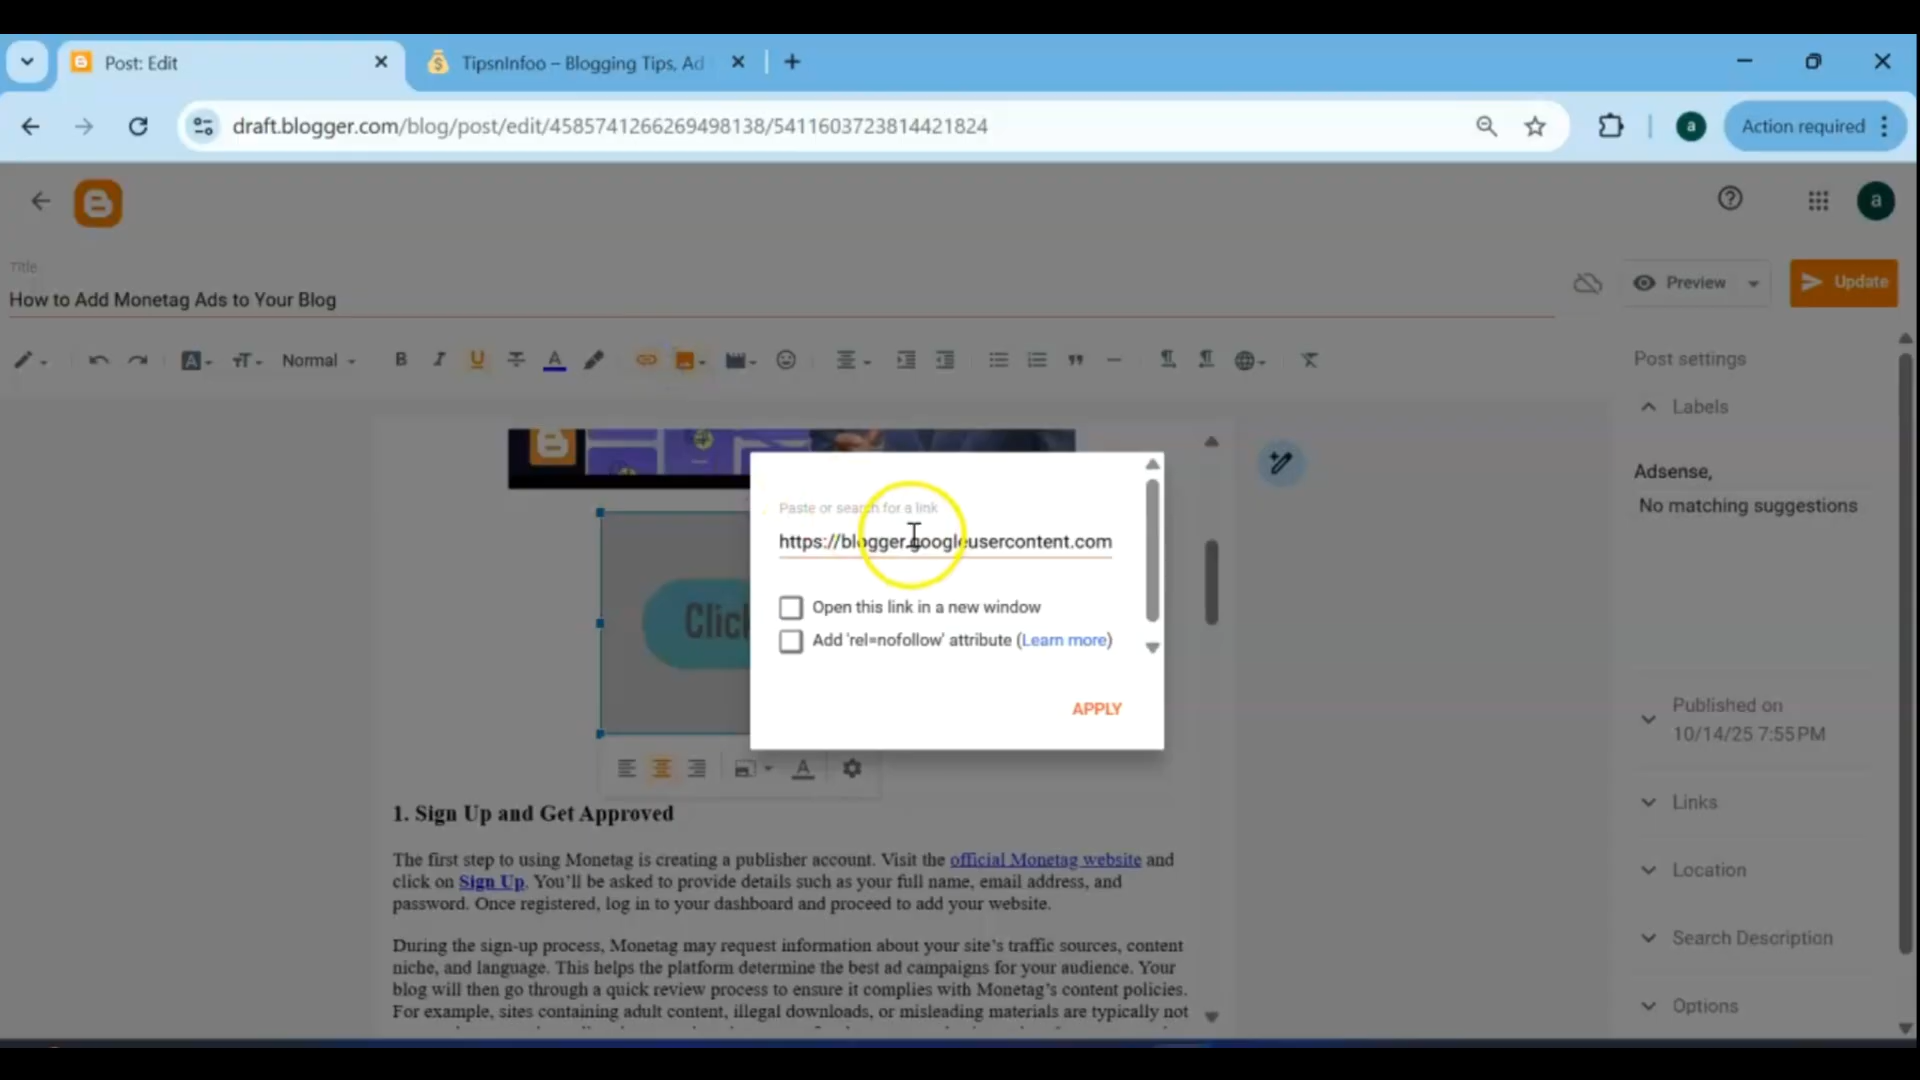 Post: Edit
TipsnInfoo – Blogging Tips, Ad
draft.blogger.com/blog/post/edit/4585741266269498138/5411603723814421824
a
Action required
a
Title
How to Add Monetag Ads to Your Blog
Preview
Update
Normal
Post settings
Labels
Adsense,
No matching suggestions
Paste or search for a link
https://blogger.googleusercontent.com
Open this link in a new window
Add 'rel=nofollow' attribute (Learn more)
APPLY
Published on
10/14/25 7:55 PM
Links
Location
Search Description
Options
1. Sign Up and Get Approved
The first step to using Monetag is creating a publisher account. Visit the official Monetag website and
click on Sign Up. You'll be asked to provide details such as your full name, email address, and
password. Once registered, log in to your dashboard and proceed to add your website.
During the sign-up process, Monetag may request information about your site's traffic sources, content
niche, and language. This helps the platform determine the best ad campaigns for your audience. Your
blog will then go through a quick review process to ensure it complies with Monetag's content policies.
For example, sites containing adult content, illegal downloads, or misleading materials are typically not